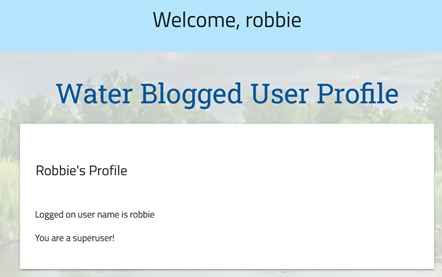 Welcome, robbie
Water Blogged User Profile
Robbie's Profile
Logged on user name is robbie
You are a superuser!